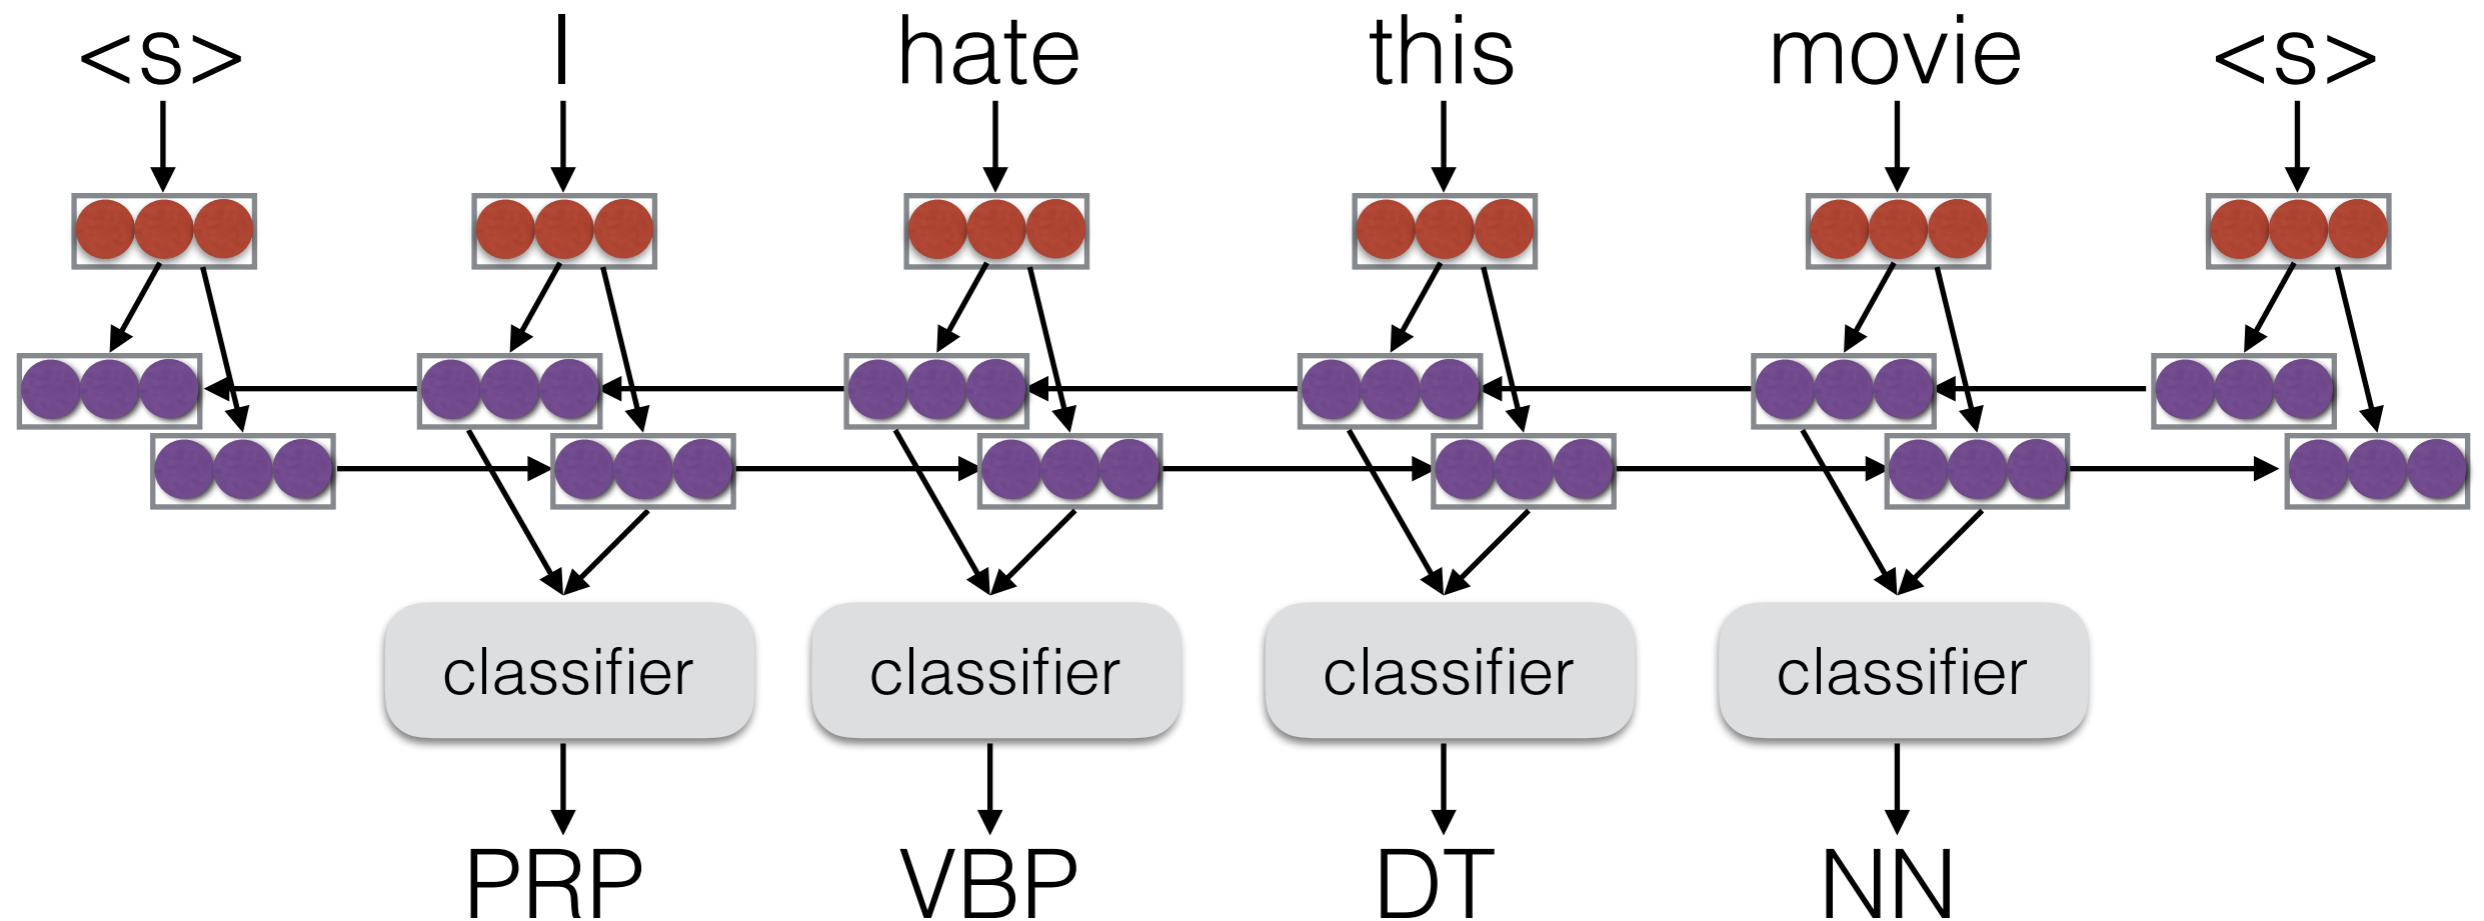 <s> I hate this movie <s>
classifier classifier classifier classifier
PRP VBP DT NN